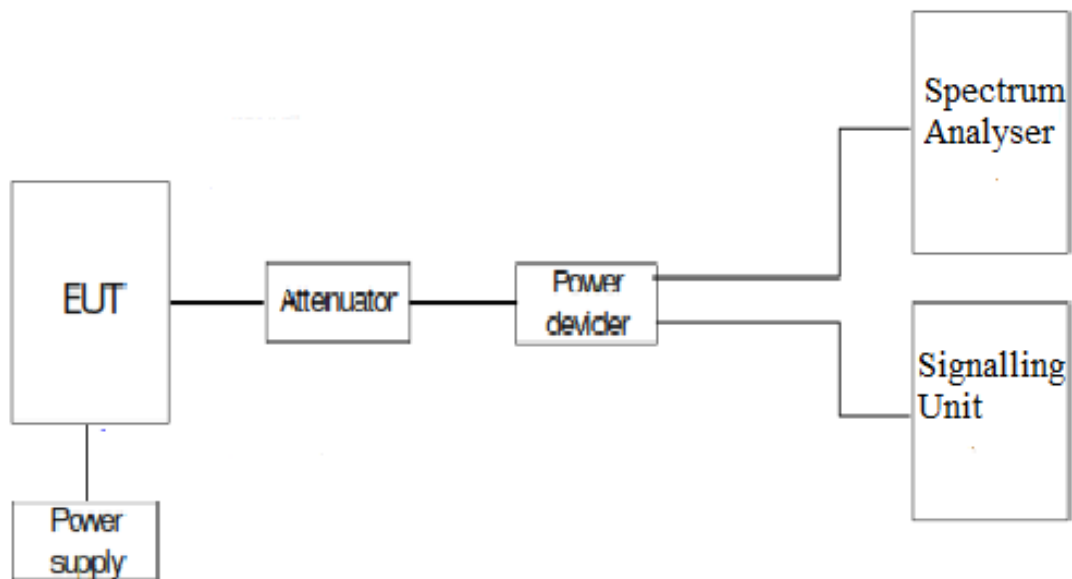 Spectrum
Analyser
EUT
Attenuator
Power
devider
Signalling
Unit
Power
supply